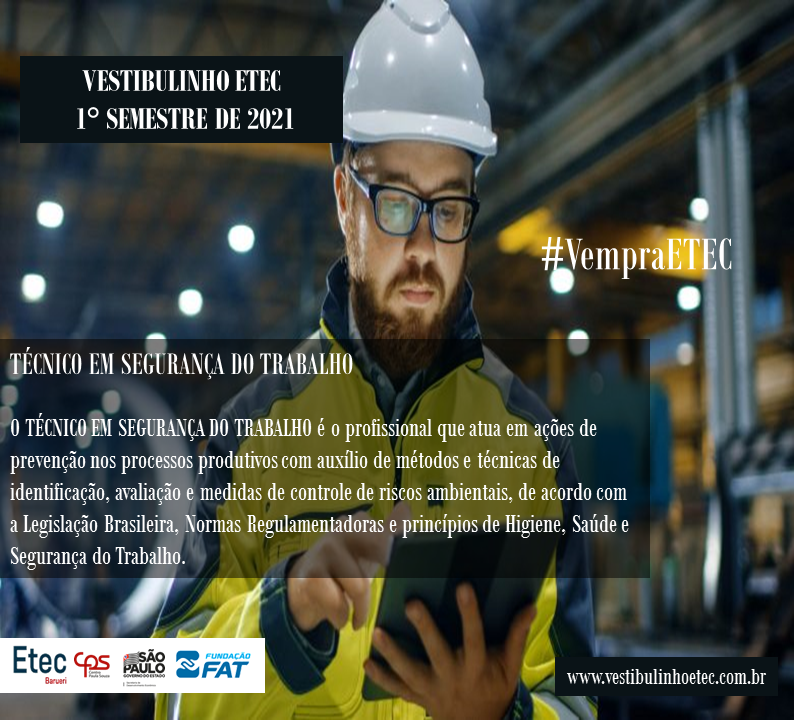 VESTIBULINHO ETEC
1° SEMESTRE DE 2021
#VempraETEC
TÉCNICO EM SEGURANÇA DO TRABALHO
O TÉCNICO EM SEGURANÇA DO TRABALHO é o profissional que atua em ações de
prevenção nos processos produtivos com auxílio de métodos e técnicas de
identificação, avaliação e medidas de controle de riscos ambientais, de acordo com
a Legislação Brasileira, Normas Regulamentadoras e princípios de Higiene, Saúde e
Segurança do Trabalho.
Etec
Barueri
CPS
Centro
Paula Souza
SÃO
PAULO
GOVERNO DO ESTADO
FUNDAÇÃO
FAT
www.vestibulinhoetec.com.br